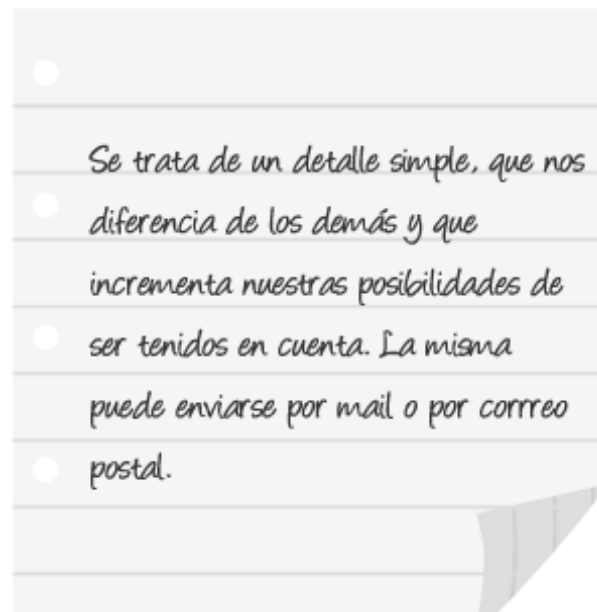 Se trata de un detalle simple, que nos
diferencia de los demás y que
incrementa nuestras posibilidades de
ser tenidos en cuenta. La misma
puede enviarse por mail o por corrreo
postal.